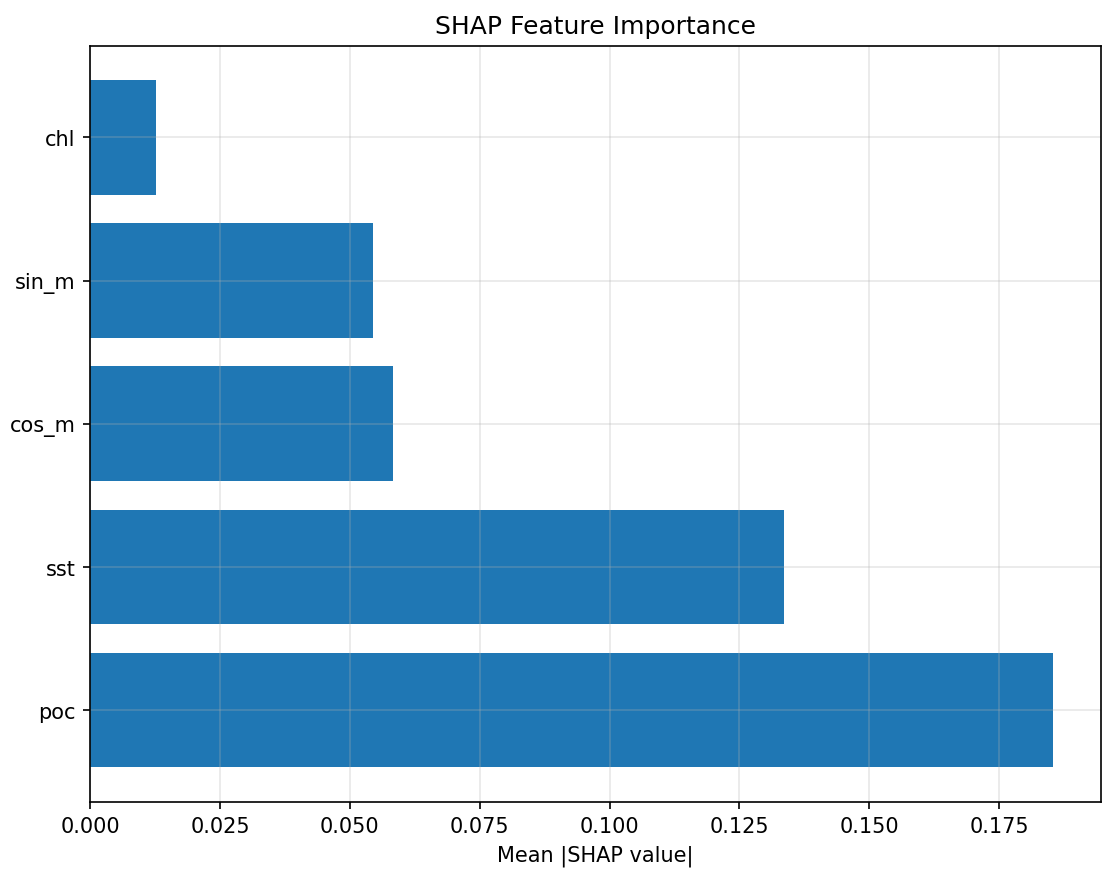 SHAP Feature Importance
chl
sin_m
cos_m
sst
poc
0.000 0.025 0.050 0.075 0.100 0.125 0.150 0.175
Mean |SHAP value|